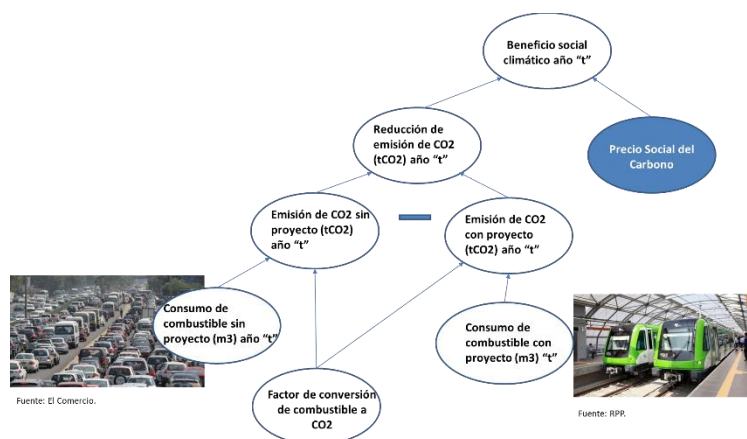 Beneficio social
climático año “t”
Reducción de
emisión de CO2
(tCO2) año “t”
Precio Social del
Carbono
Emisión de CO2 sin
proyecto (tCO2)
año “t”
Emisión de CO2
con proyecto
(tCO2) año “t”
Consumo de
combustible sin
proyecto (m3) año “t”
Consumo de
combustible con
proyecto (m3) “t”
Factor de conversión
de combustible a
CO2
Fuente: El Comercio.
Fuente: RPP.